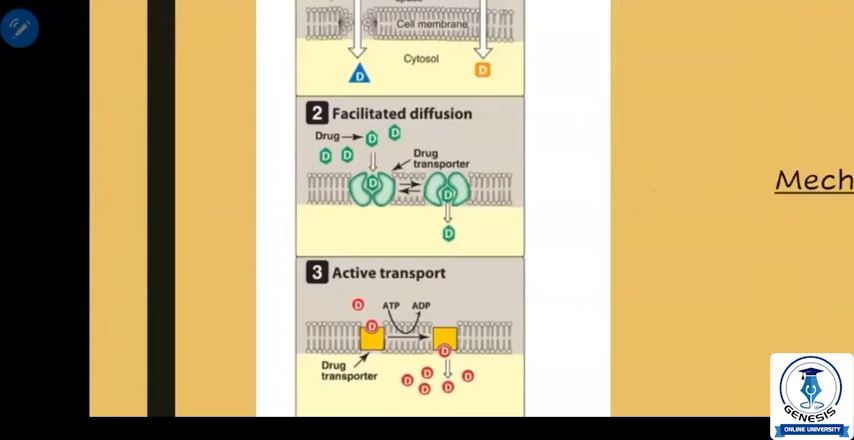 Cell membrane
Cytosol
D
D
2 Facilitated diffusion
Drug
D
D
D
D
Drug
transporter
D
D
D
3 Active transport
D
ATP
ADP
D
D
Drug
transporter
D
D
D
D
D
Mech
GENESIS
ONLINE UNIVERSITY